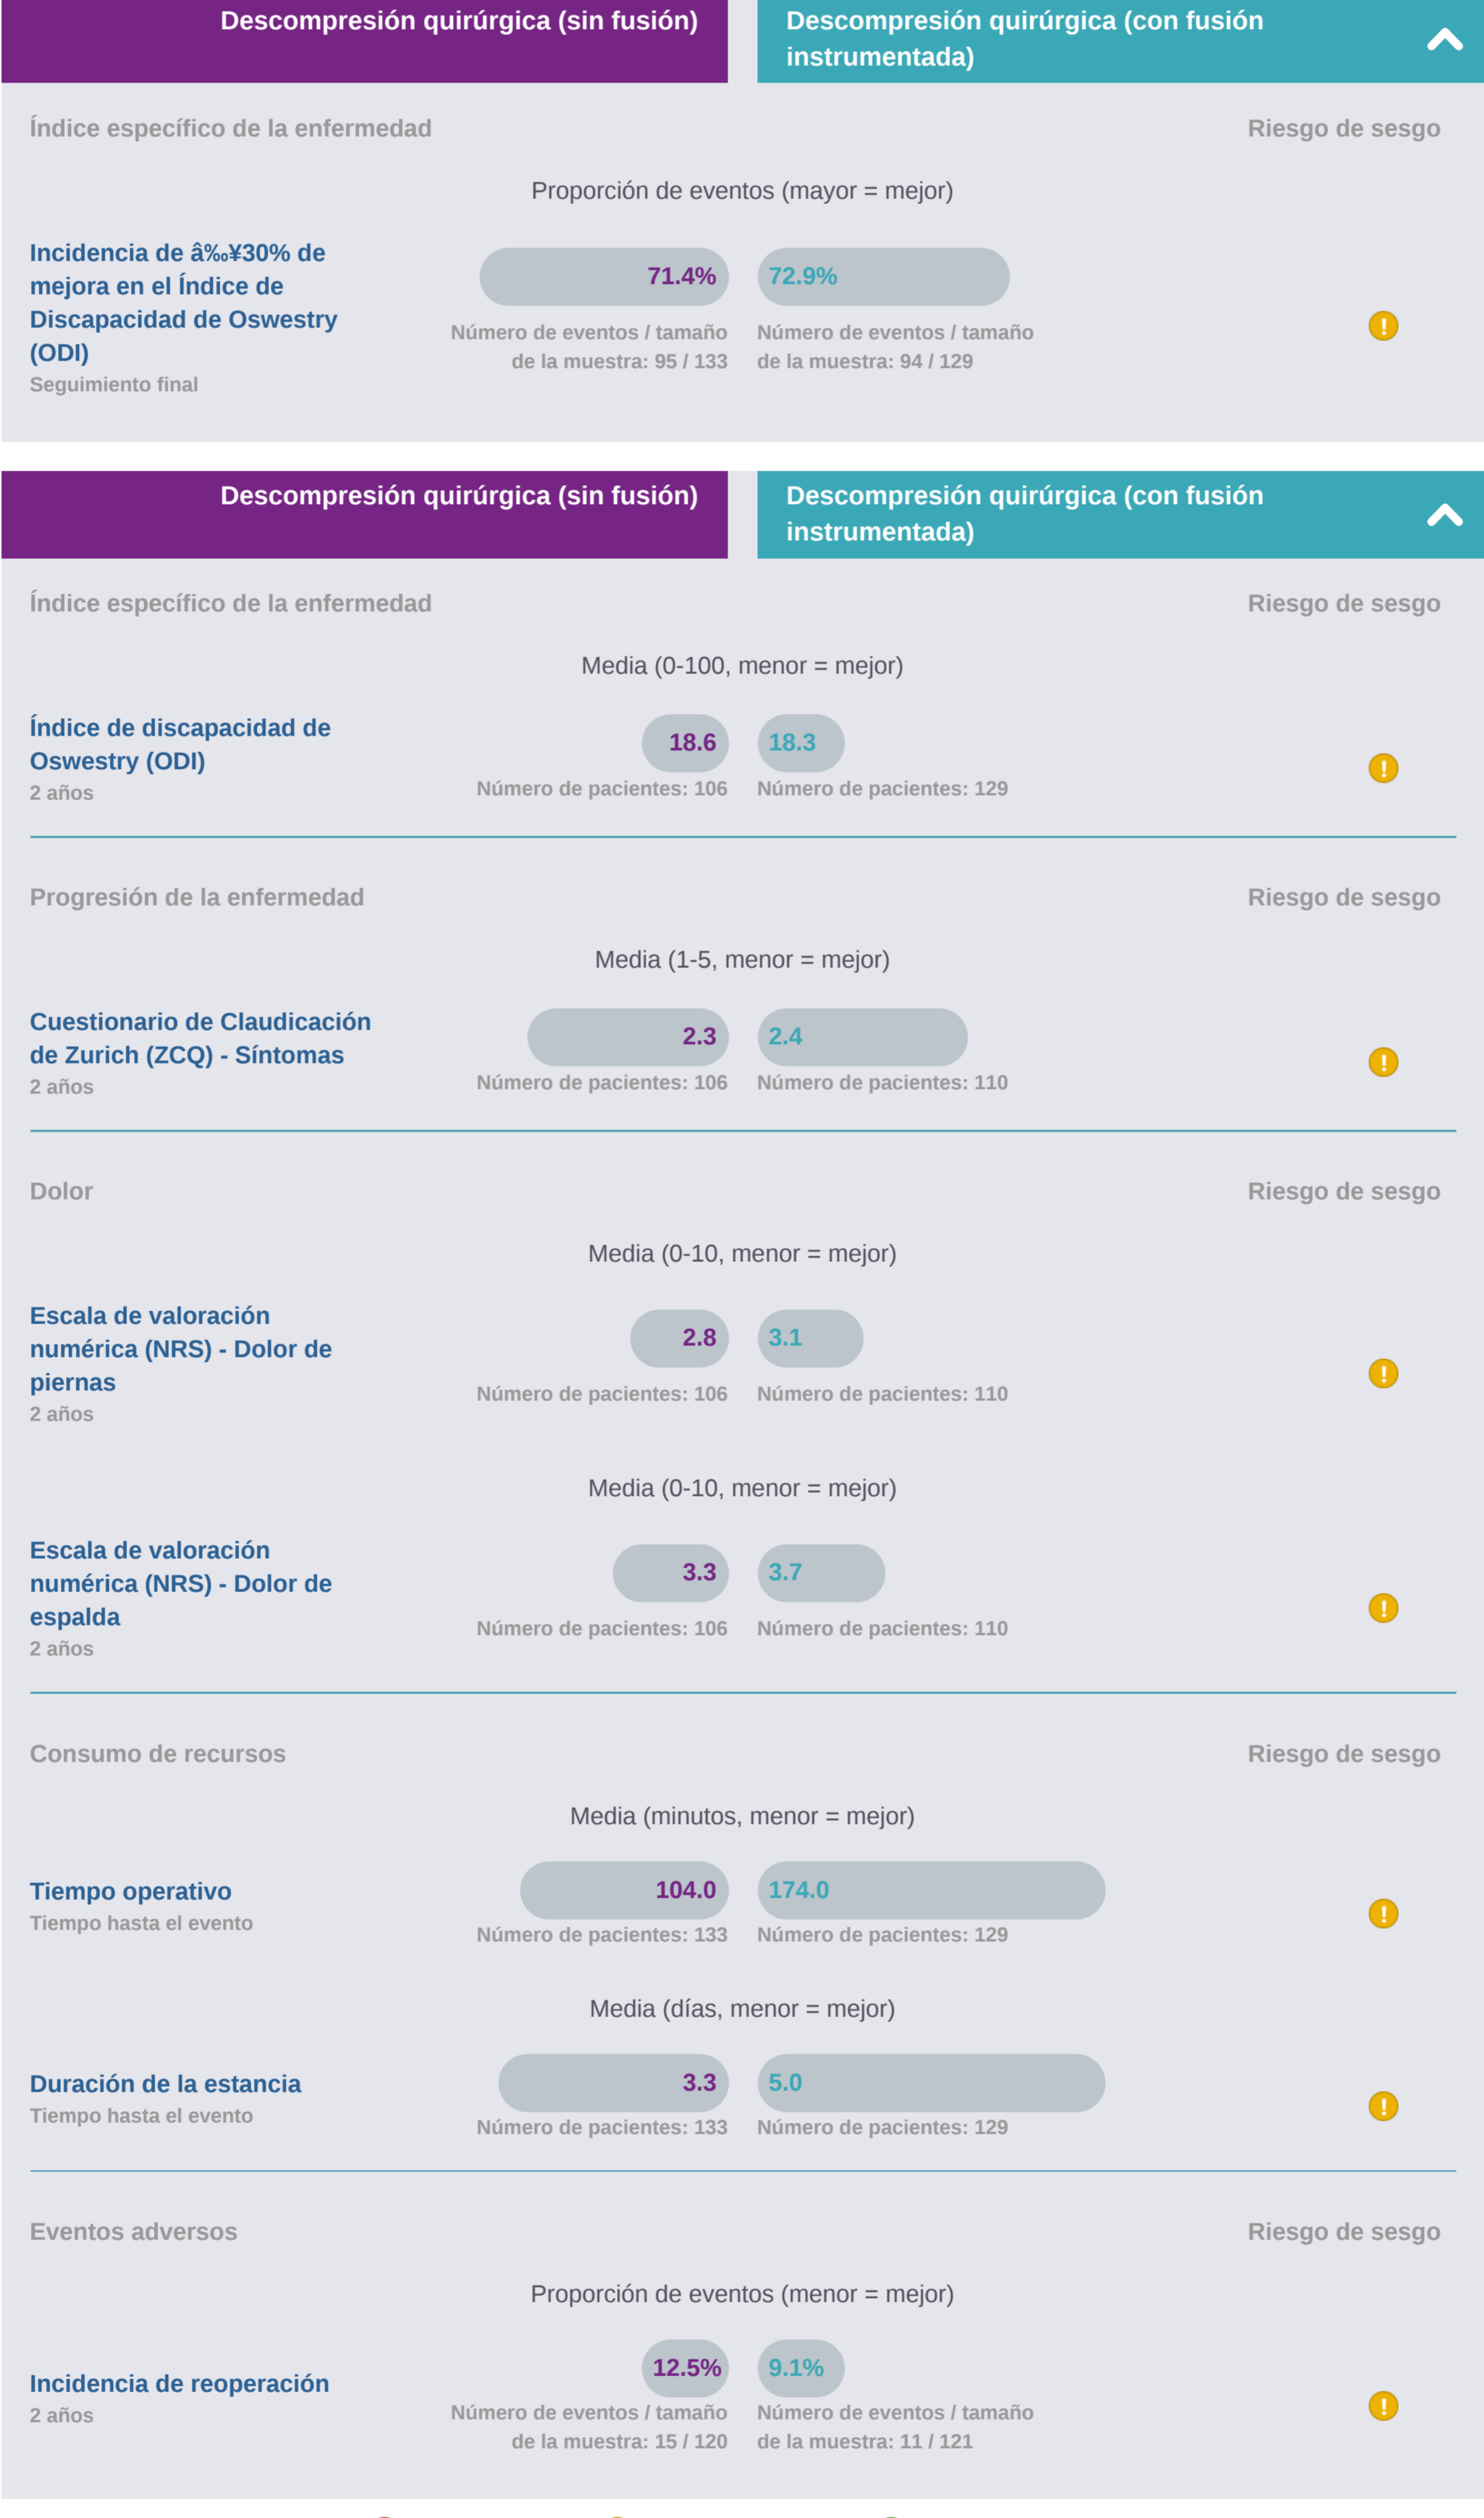 Descompresión quirúrgica (sin fusión)
Descompresión quirúrgica (con fusión
instrumentada)
Índice específico de la enfermedad
Riesgo de sesgo
Proporción de eventos (mayor = mejor)
Incidencia de â‰¥30% de
mejora en el Índice de
Discapacidad de Oswestry
(ODI)
Seguimiento final
71.4%
72.9%
Número de eventos / tamaño
de la muestra: 95 / 133
Número de eventos / tamaño
de la muestra: 94 / 129
Descompresión quirúrgica (sin fusión)
Descompresión quirúrgica (con fusión
instrumentada)
Índice específico de la enfermedad
Riesgo de sesgo
Media (0-100, menor = mejor)
Índice de discapacidad de
Oswestry (ODI)
2 años
18.6
18.3
Número de pacientes: 106
Número de pacientes: 129
Progresión de la enfermedad
Riesgo de sesgo
Media (1-5, menor = mejor)
Cuestionario de Claudicación
de Zurich (ZCQ) - Síntomas
2 años
2.3
2.4
Número de pacientes: 106
Número de pacientes: 110
Dolor
Riesgo de sesgo
Media (0-10, menor = mejor)
Escala de valoración
numérica (NRS) - Dolor de
piernas
2 años
2.8
3.1
Número de pacientes: 106
Número de pacientes: 110
Media (0-10, menor = mejor)
Escala de valoración
numérica (NRS) - Dolor de
espalda
2 años
3.3
3.7
Número de pacientes: 106
Número de pacientes: 110
Consumo de recursos
Riesgo de sesgo
Media (minutos, menor = mejor)
Tiempo operativo
Tiempo hasta el evento
104.0
174.0
Número de pacientes: 133
Número de pacientes: 129
Media (días, menor = mejor)
Duración de la estancia
Tiempo hasta el evento
3.3
5.0
Número de pacientes: 133
Número de pacientes: 129
Eventos adversos
Riesgo de sesgo
Proporción de eventos (menor = mejor)
Incidencia de reoperación
2 años
12.5%
9.1%
Número de eventos / tamaño
de la muestra: 15 / 120
Número de eventos / tamaño
de la muestra: 11 / 121